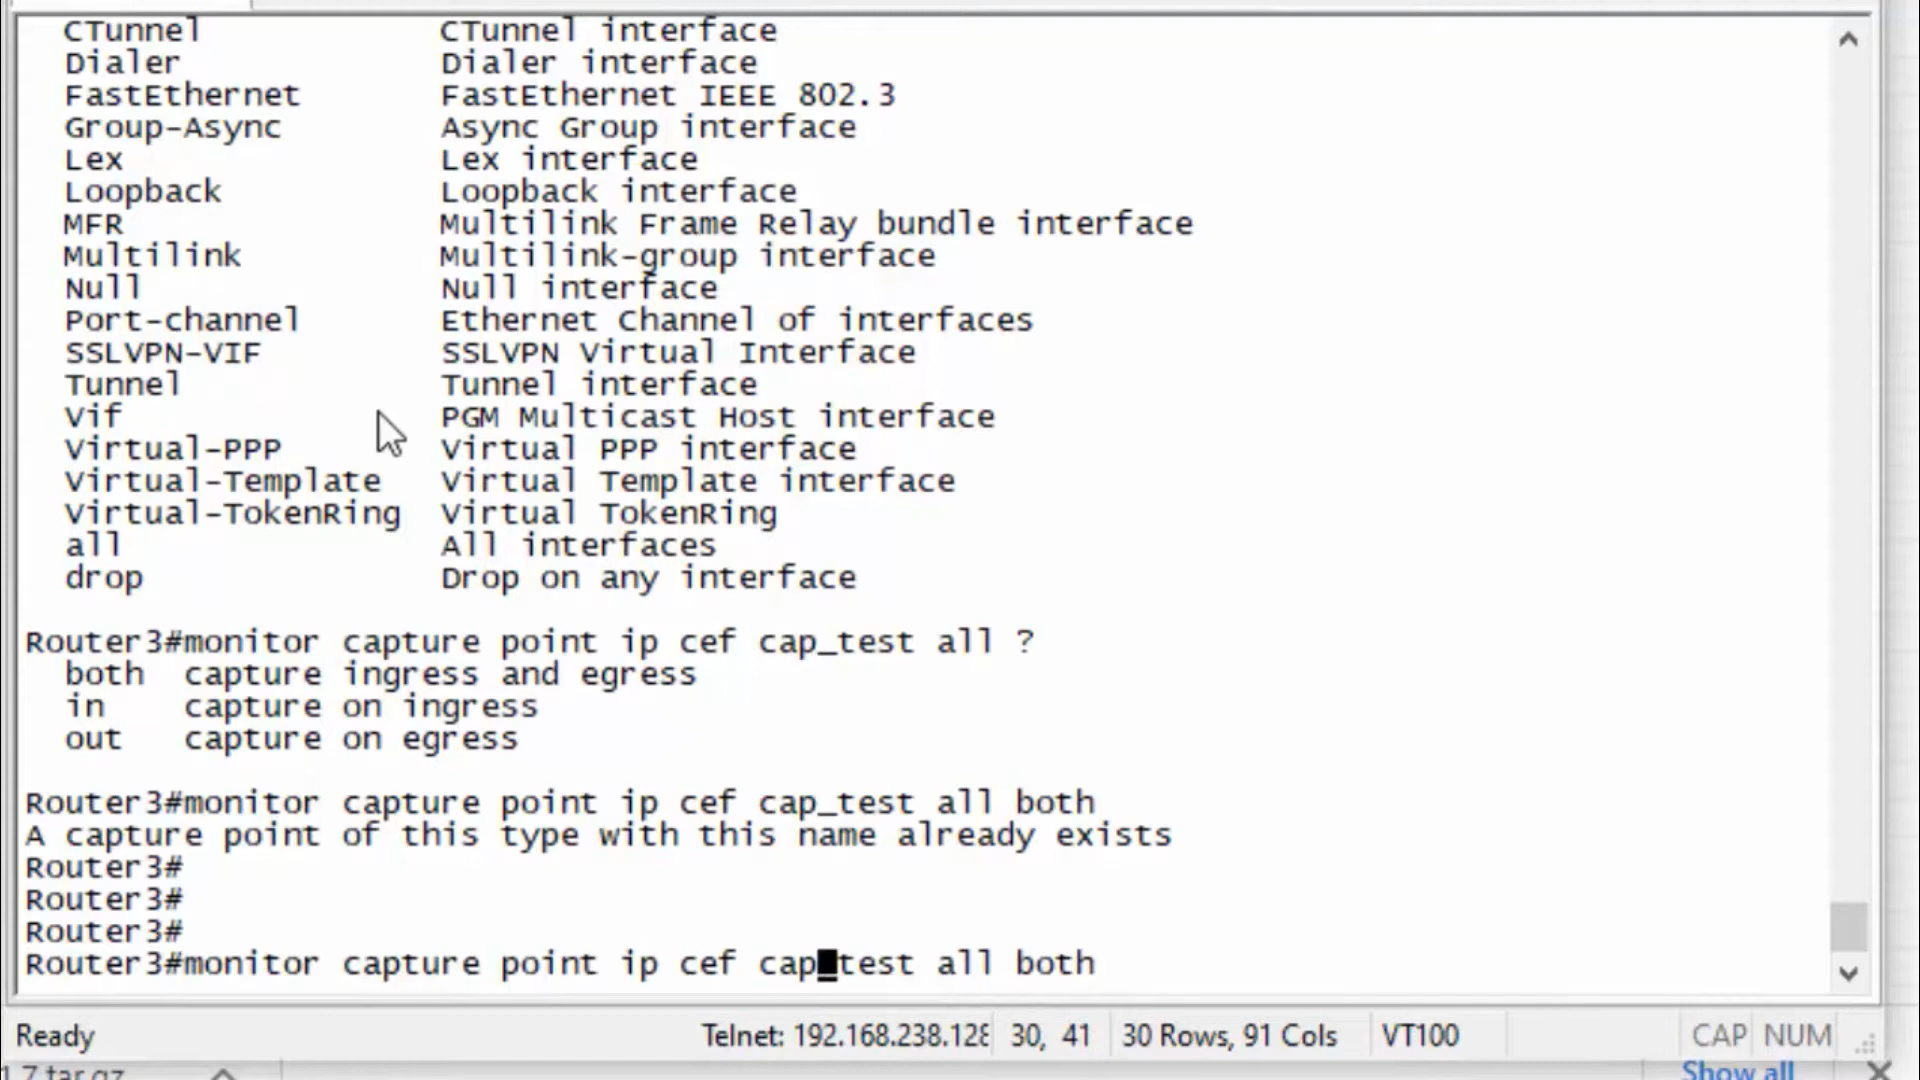 CTunnel CTunnel interface
Dialer Dialer interface
FastEthernet FastEthernet IEEE 802.3
Group-Async Async Group interface
Lex Lex interface
Loopback Loopback interface
MFR Multilink Frame Relay bundle interface
Multilink Multilink-group interface
Null Null interface
Port-channel Ethernet Channel of interfaces
SSLVPN-VIF SSLVPN Virtual Interface
Tunnel Tunnel interface
Vif PGM Multicast Host interface
Virtual-PPP Virtual PPP interface
Virtual-Template Virtual Template interface
Virtual-TokenRing Virtual TokenRing
all All interfaces
drop Drop on any interface
Router3#monitor capture point ip cef cap_test all ?
both capture ingress and egress
in capture on ingress
out capture on egress
Router3#monitor capture point ip cef cap_test all both
A capture point of this type with this name already exists
Router3#
Router3#
Router3#
Router3#monitor capture point ip cef cap_test all both
Ready Telnet: 192.168.238.128 30, 41 30 Rows, 91 Cols VT100 CAP NUM
Show all